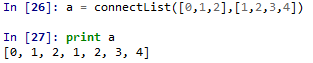 In [26]: a = connectList([0,1,2],[1,2,3,4])
In [27]: print a
[0, 1, 2, 1, 2, 3, 4]